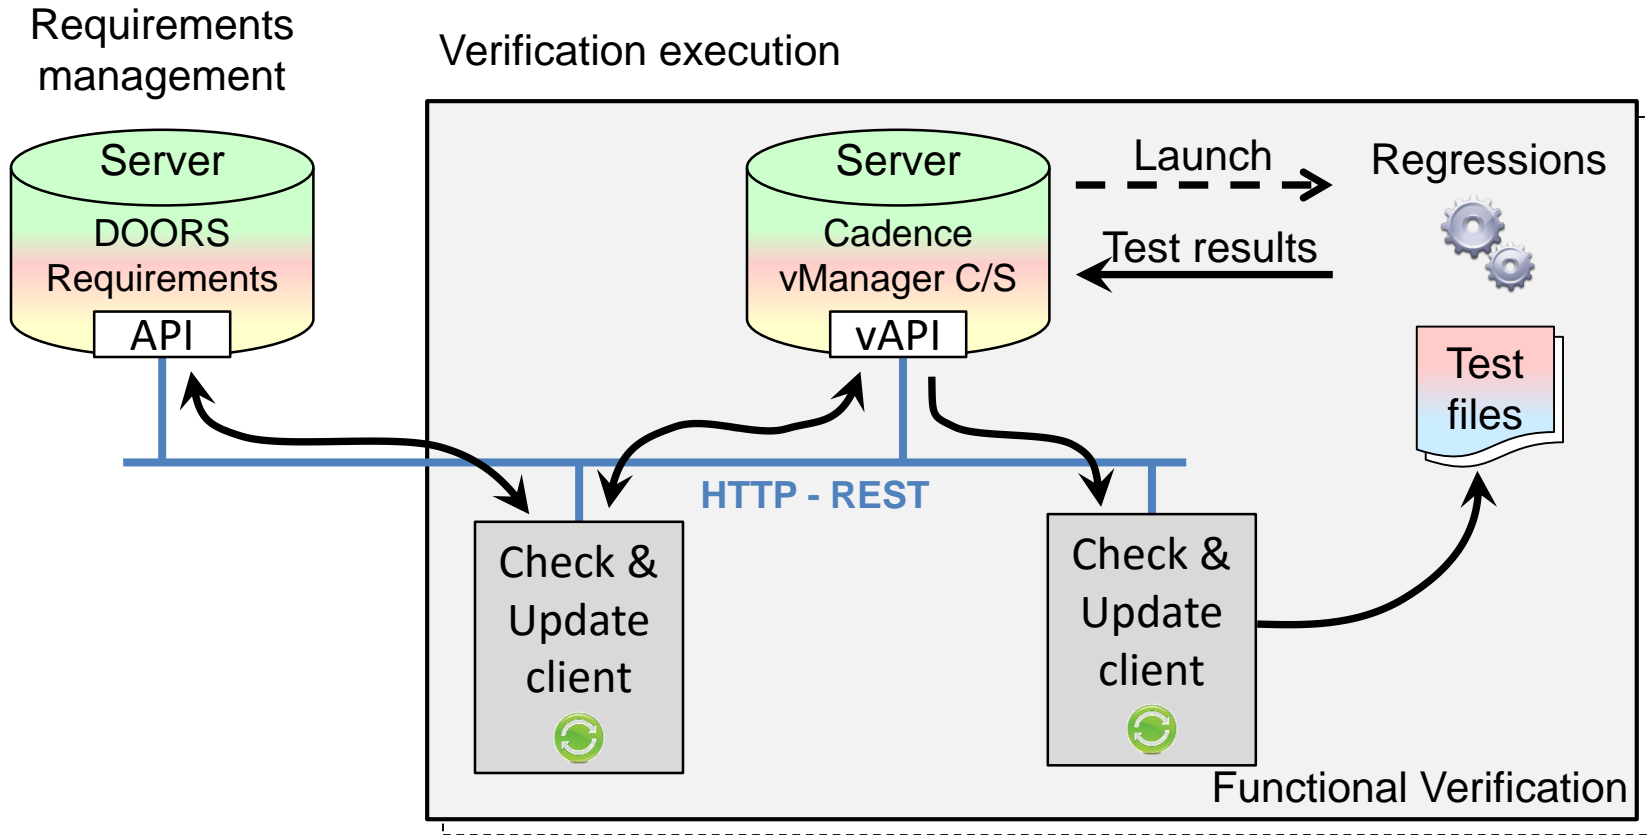 Requirements
management
Verification execution
Server
DOORS
Requirements
API
Server
Cadence
vManager C/S
vAPI
Launch
Test results
Regressions
Test
files
HTTP - REST
Check &
Update
client
Check &
Update
client
Functional Verification